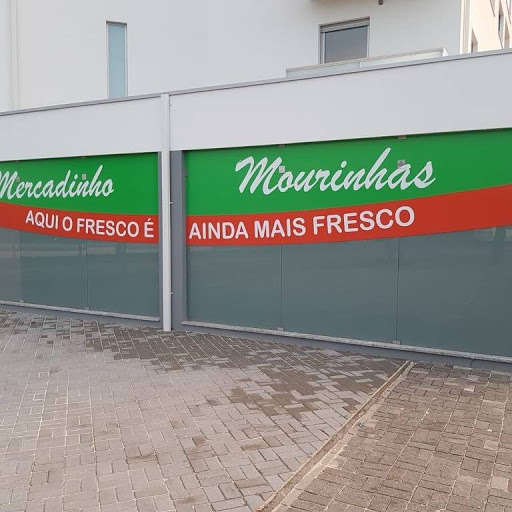 Mercadinho Mourinhas
AQUI O FRESCO É AINDA MAIS FRESCO